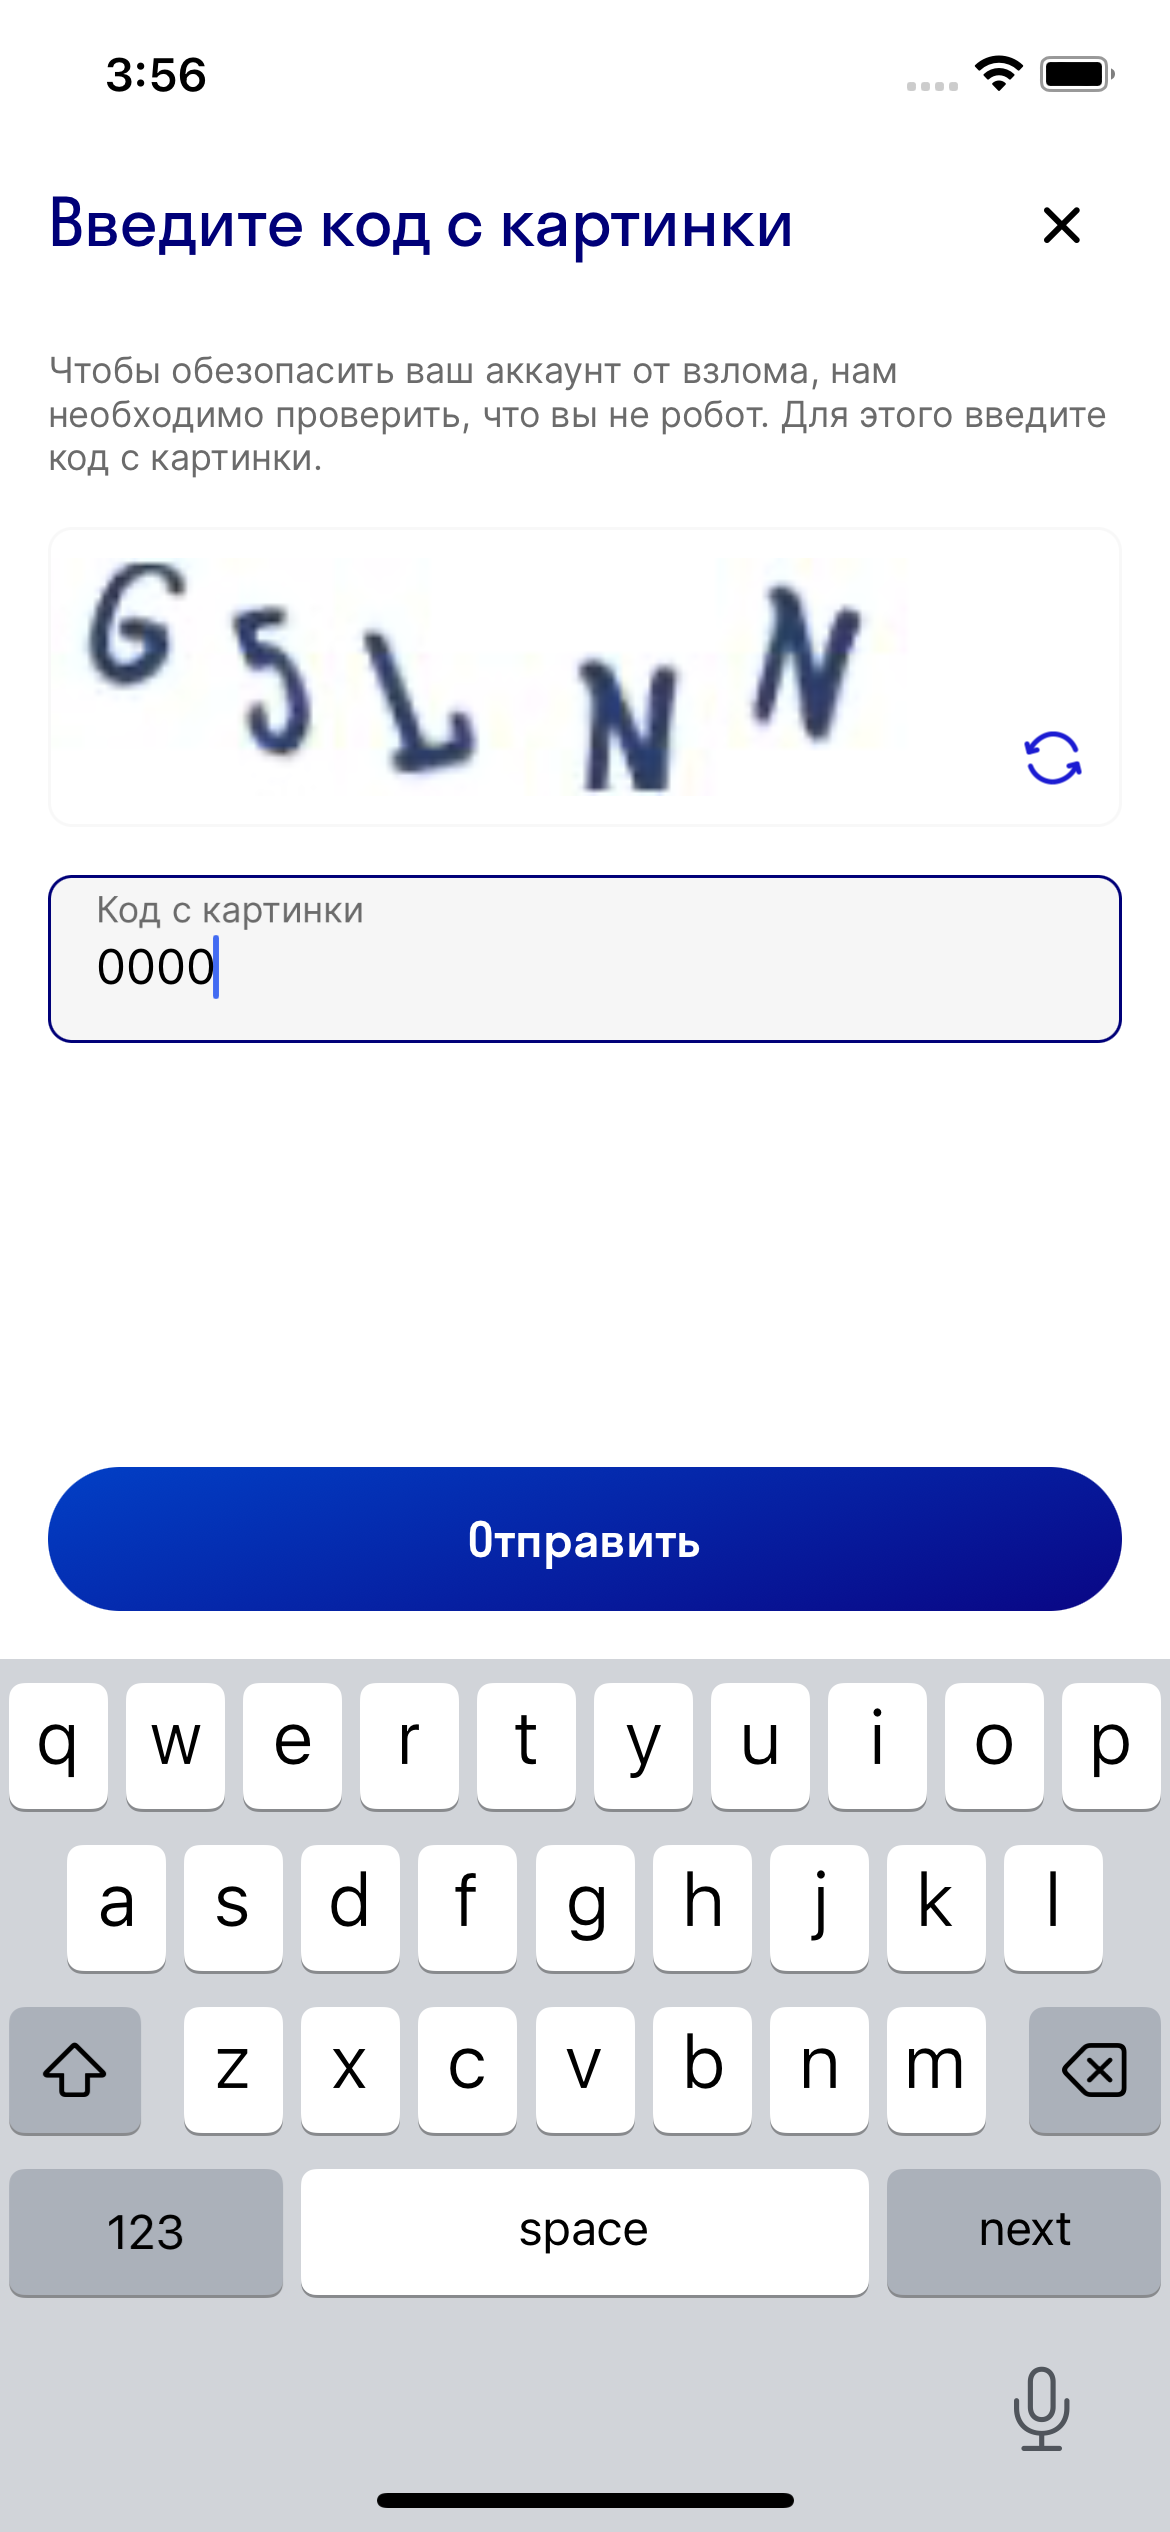 3:56
Введите код с картинки
Чтобы обезопасить ваш аккаунт от взлома, нам
необходимо проверить, что вы не робот. Для этого введите
код с картинки.
G5LNN
Код с картинки
0000
Отправить
q w e r t y u i o p
a s d f g h j k l
z x c v b n m
123 space next